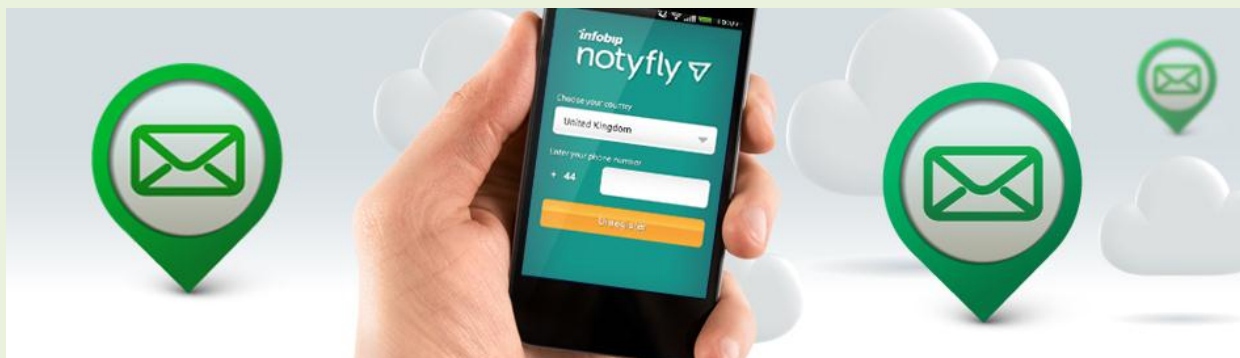 infobip
notyfly
Choose your country
United Kingdom
Enter your phone number
+ 44